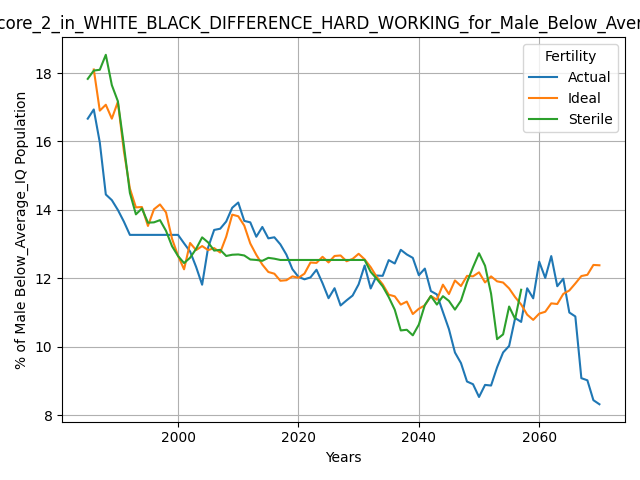 core_2_in_WHITE_BLACK_DIFFERENCE_HARD_WORKING_for_Male_Below_Aver
Fertility
Actual
Ideal
Sterile
% of Male Below_Average_IQ Population
18
16
14
12
10
8
2000 2020 2040 2060
Years